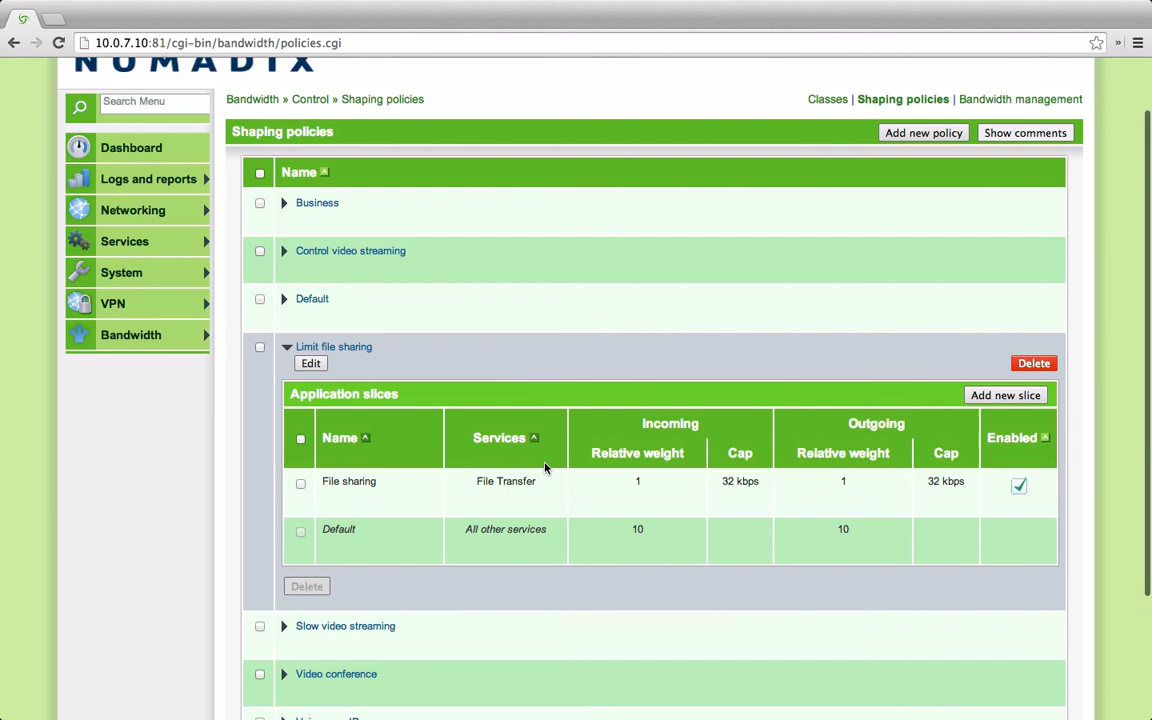 10.0.7.10:81/cgi-bin/bandwidth/policies.cgi
NOMADIX
Search Menu
Dashboard
Logs and reports
Networking
Services
System
VPN
Bandwidth
Bandwidth » Control » Shaping policies
Classes | Shaping policies | Bandwidth management
Shaping policies
Add new policy
Show comments
Name
Business
Control video streaming
Default
Limit file sharing
Edit
Delete
Application slices
Add new slice
Name Services Incoming Outgoing Enabled
Relative weight Cap Relative weight Cap
File sharing File Transfer 1 32 kbps 1 32 kbps
Default All other services 10 10
Delete
Slow video streaming
Video conference